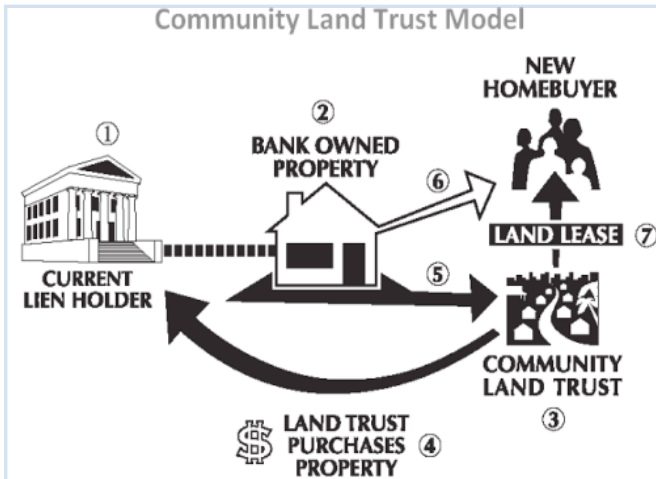 Community Land Trust Model
①
CURRENT
LIEN HOLDER
②
BANK OWNED
PROPERTY
⑥
NEW
HOMEBUYER
LAND LEASE ⑦
⑤
COMMUNITY
LAND TRUST
③
$ LAND TRUST
PURCHASES ④
PROPERTY